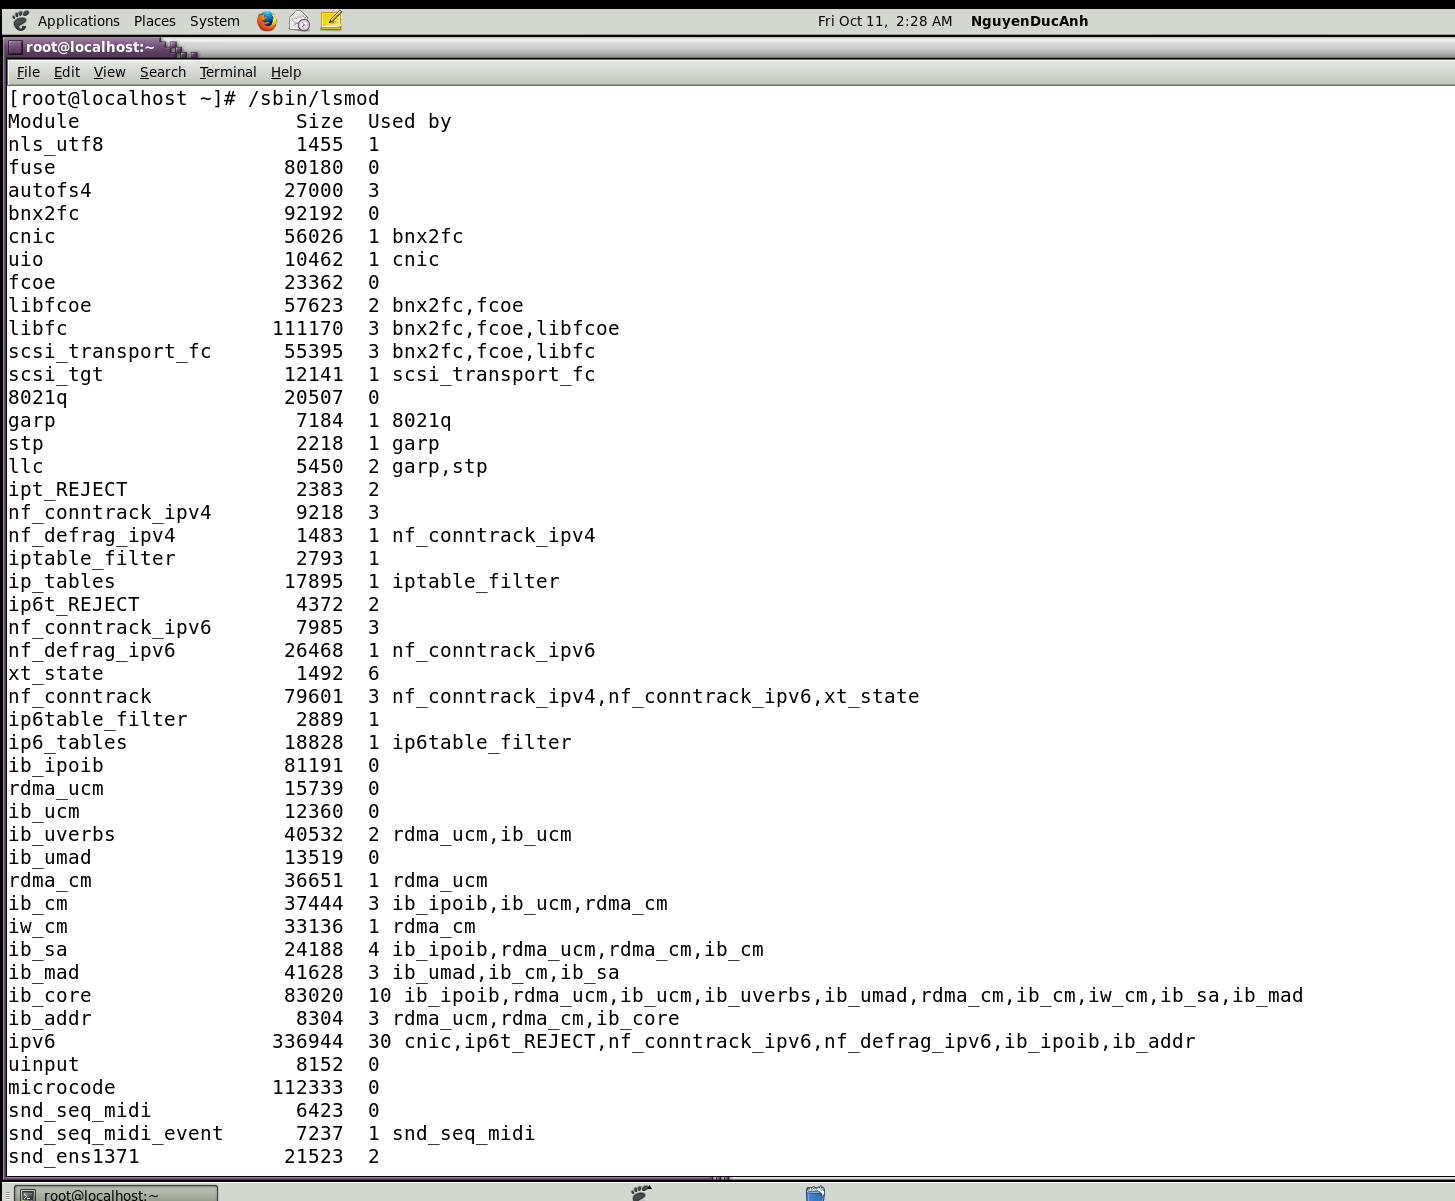 Applications Places System Fri Oct 11, 2:28 AM NguyenDucAnh
root@localhost:~
File Edit View Search Terminal Help
[root@localhost ~]# /sbin/lsmod
Module                  Size  Used by
nls_utf8                1455  1
fuse                   80180  0
autofs4                27000  3
bnx2fc                 92192  0
cnic                   56026  1 bnx2fc
uio                    10462  1 cnic
fcoe                   23362  0
libfcoe                57623  2 bnx2fc,fcoe
libfc                 111170  3 bnx2fc,fcoe,libfcoe
scsi_transport_fc      55395  3 bnx2fc,fcoe,libfc
scsi_tgt               12141  1 scsi_transport_fc
8021q                  20507  0
garp                    7184  1 8021q
stp                     2218  1 garp
llc                     5450  2 garp,stp
ipt_REJECT              2383  2
nf_conntrack_ipv4       9218  3
nf_defrag_ipv4          1483  1 nf_conntrack_ipv4
iptable_filter          2793  1
ip_tables              17895  1 iptable_filter
ip6t_REJECT             4372  2
nf_conntrack_ipv6       7985  3
nf_defrag_ipv6         26468  1 nf_conntrack_ipv6
xt_state                1492  6
nf_conntrack           79601  3 nf_conntrack_ipv4,nf_conntrack_ipv6,xt_state
ip6table_filter         2889  1
ip6_tables             18828  1 ip6table_filter
ib_ipoib               81191  0
rdma_ucm               15739  0
ib_ucm                 12360  0
ib_uverbs              40532  2 rdma_ucm,ib_ucm
ib_umad                13519  0
rdma_cm                36651  1 rdma_ucm
ib_cm                  37444  3 ib_ipoib,ib_ucm,rdma_cm
iw_cm                  33136  1 rdma_cm
ib_sa                  24188  4 ib_ipoib,rdma_ucm,rdma_cm,ib_cm
ib_mad                 41628  3 ib_umad,ib_cm,ib_sa
ib_core                83020  10 ib_ipoib,rdma_ucm,ib_ucm,ib_uverbs,ib_umad,rdma_cm,ib_cm,iw_cm,ib_sa,ib_mad
ib_addr                 8304  3 rdma_ucm,rdma_cm,ib_core
ipv6                  336944  30 cnic,ip6t_REJECT,nf_conntrack_ipv6,nf_defrag_ipv6,ib_ipoib,ib_addr
uinput                  8152  0
microcode             112333  0
snd_seq_midi            6423  0
snd_seq_midi_event      7237  1 snd_seq_midi
snd_ens1371            21523  2
root@localhost:~